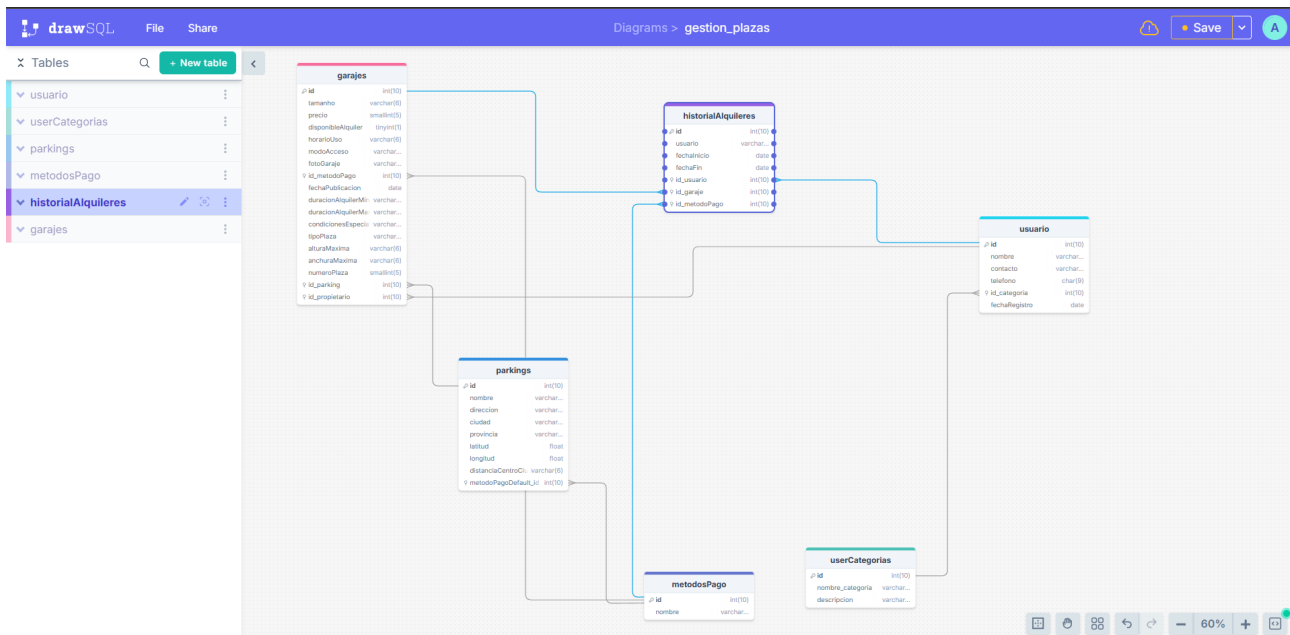 drawSQL File Share Diagrams > gestion_plazas Save A
Tables + New table
usuario
userCategorias
parkings
metodosPago
historialAlquileres
garajes
garajes
id int(10)
tamanho varchar(6)
precio smallint(5)
disponibleAlquiler tinyint(1)
horarioUso varchar(6)
modoAcceso varchar...
fotoGaraje varchar...
id_metodoPago int(10)
fechaPublicacion date
duracionAlquilerMi varchar...
duracionAlquilerMa varchar...
condicionesEspeci varchar...
tipoPlaza varchar...
alturaMaxima varchar(6)
anchuraMaxima varchar(6)
numeroPlaza smallint(5)
id_parking int(10)
id_propietario int(10)
historialAlquileres
id int(10)
usuario varchar...
fechaInicio date
fechaFin date
id_usuario int(10)
id_garaje int(10)
id_metodoPago int(10)
usuario
id int(10)
nombre varchar...
contacto varchar...
telefono char(9)
id_categoria int(10)
fechaRegistro date
parkings
id int(10)
nombre varchar...
direccion varchar...
ciudad varchar...
provincia varchar...
latitud float
longitud float
distanciaCentroCi varchar(6)
metodoPagoDefault_id int(10)
metodosPago
id int(10)
nombre varchar...
userCategorias
id int(10)
nombre_categoria varchar...
descripcion varchar...
60%